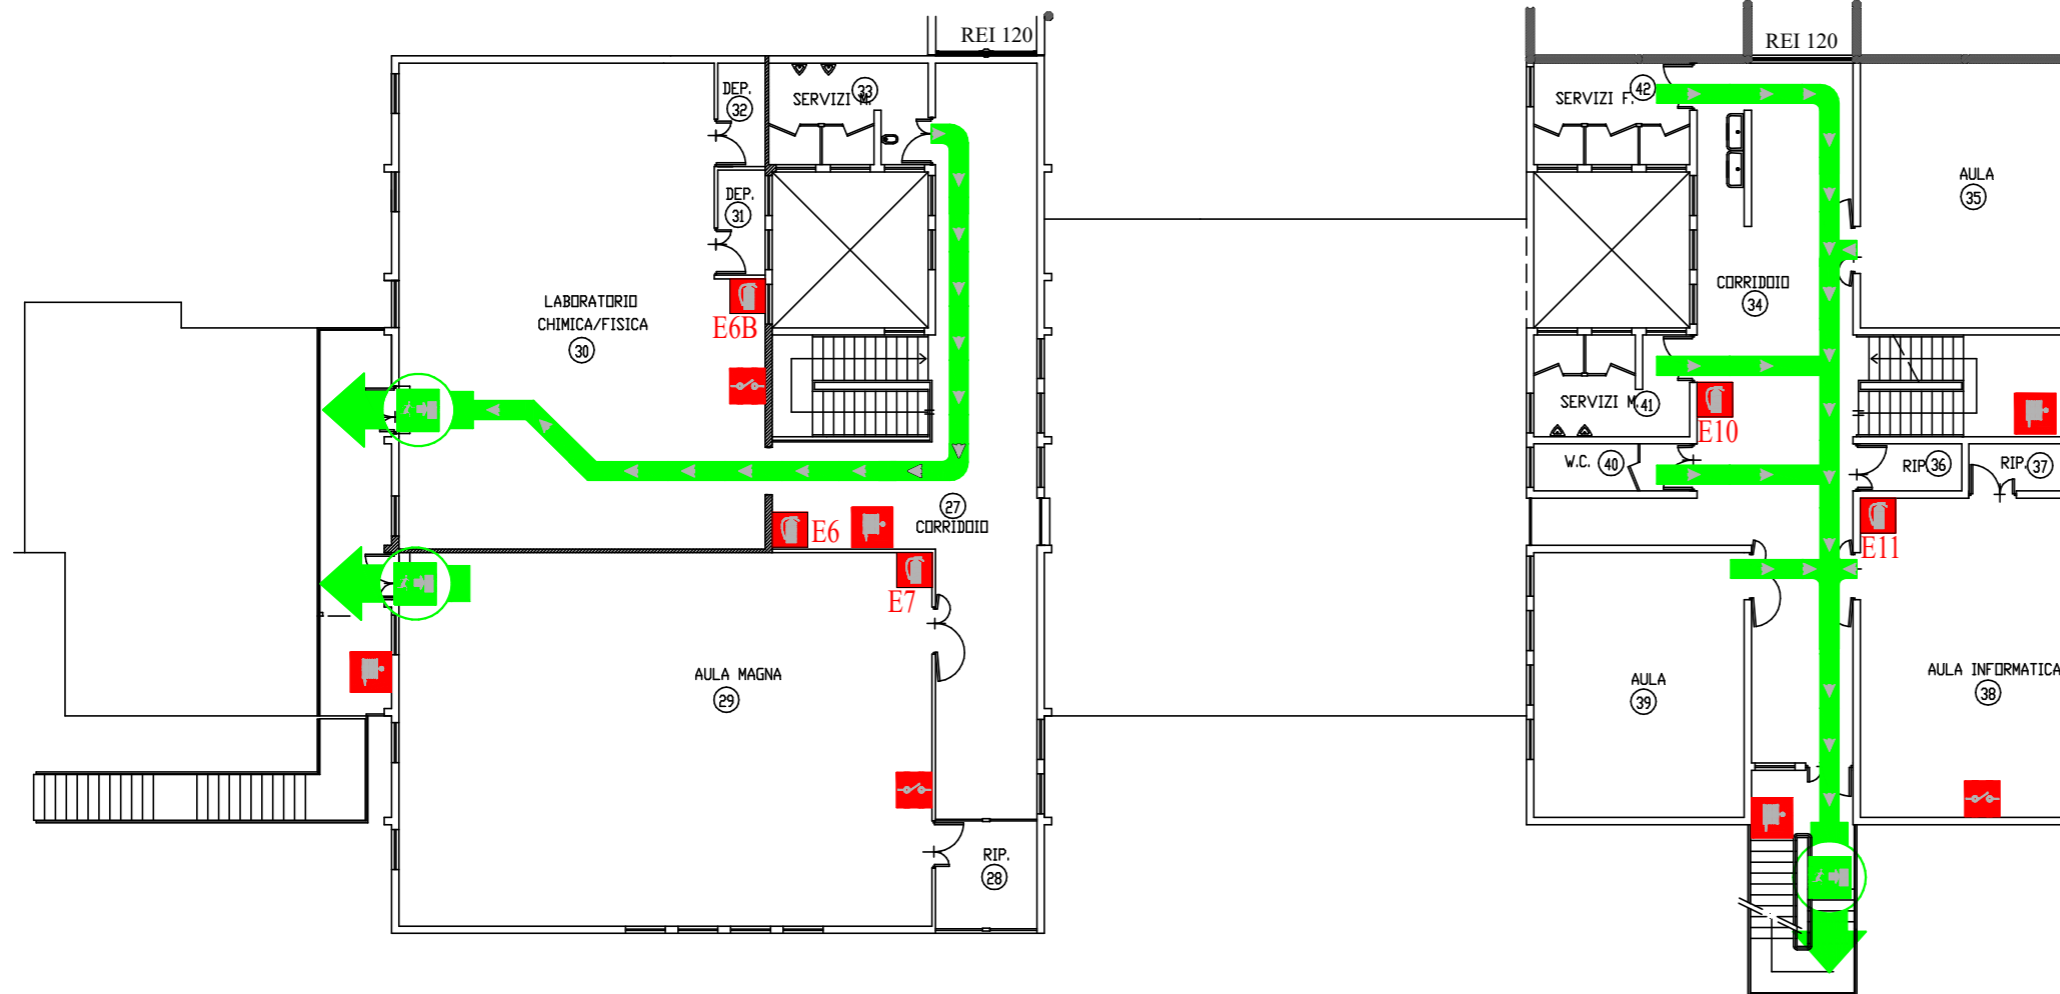 REI 120
REI 120
DEP.
32
SERVIZI M.
33
SERVIZI F.
42
DEP.
31
AULA
35
LABORATORIO
CHIMICA/FISICA
30
E6B
CORRIDOIO
34
SERVIZI M.
41
E10
W.C.
40
RIP.
36
RIP.
37
27
CORRIDOIO
E6
E7
E11
AULA MAGNA
29
AULA
39
AULA INFORMATICA
38
RIP.
28